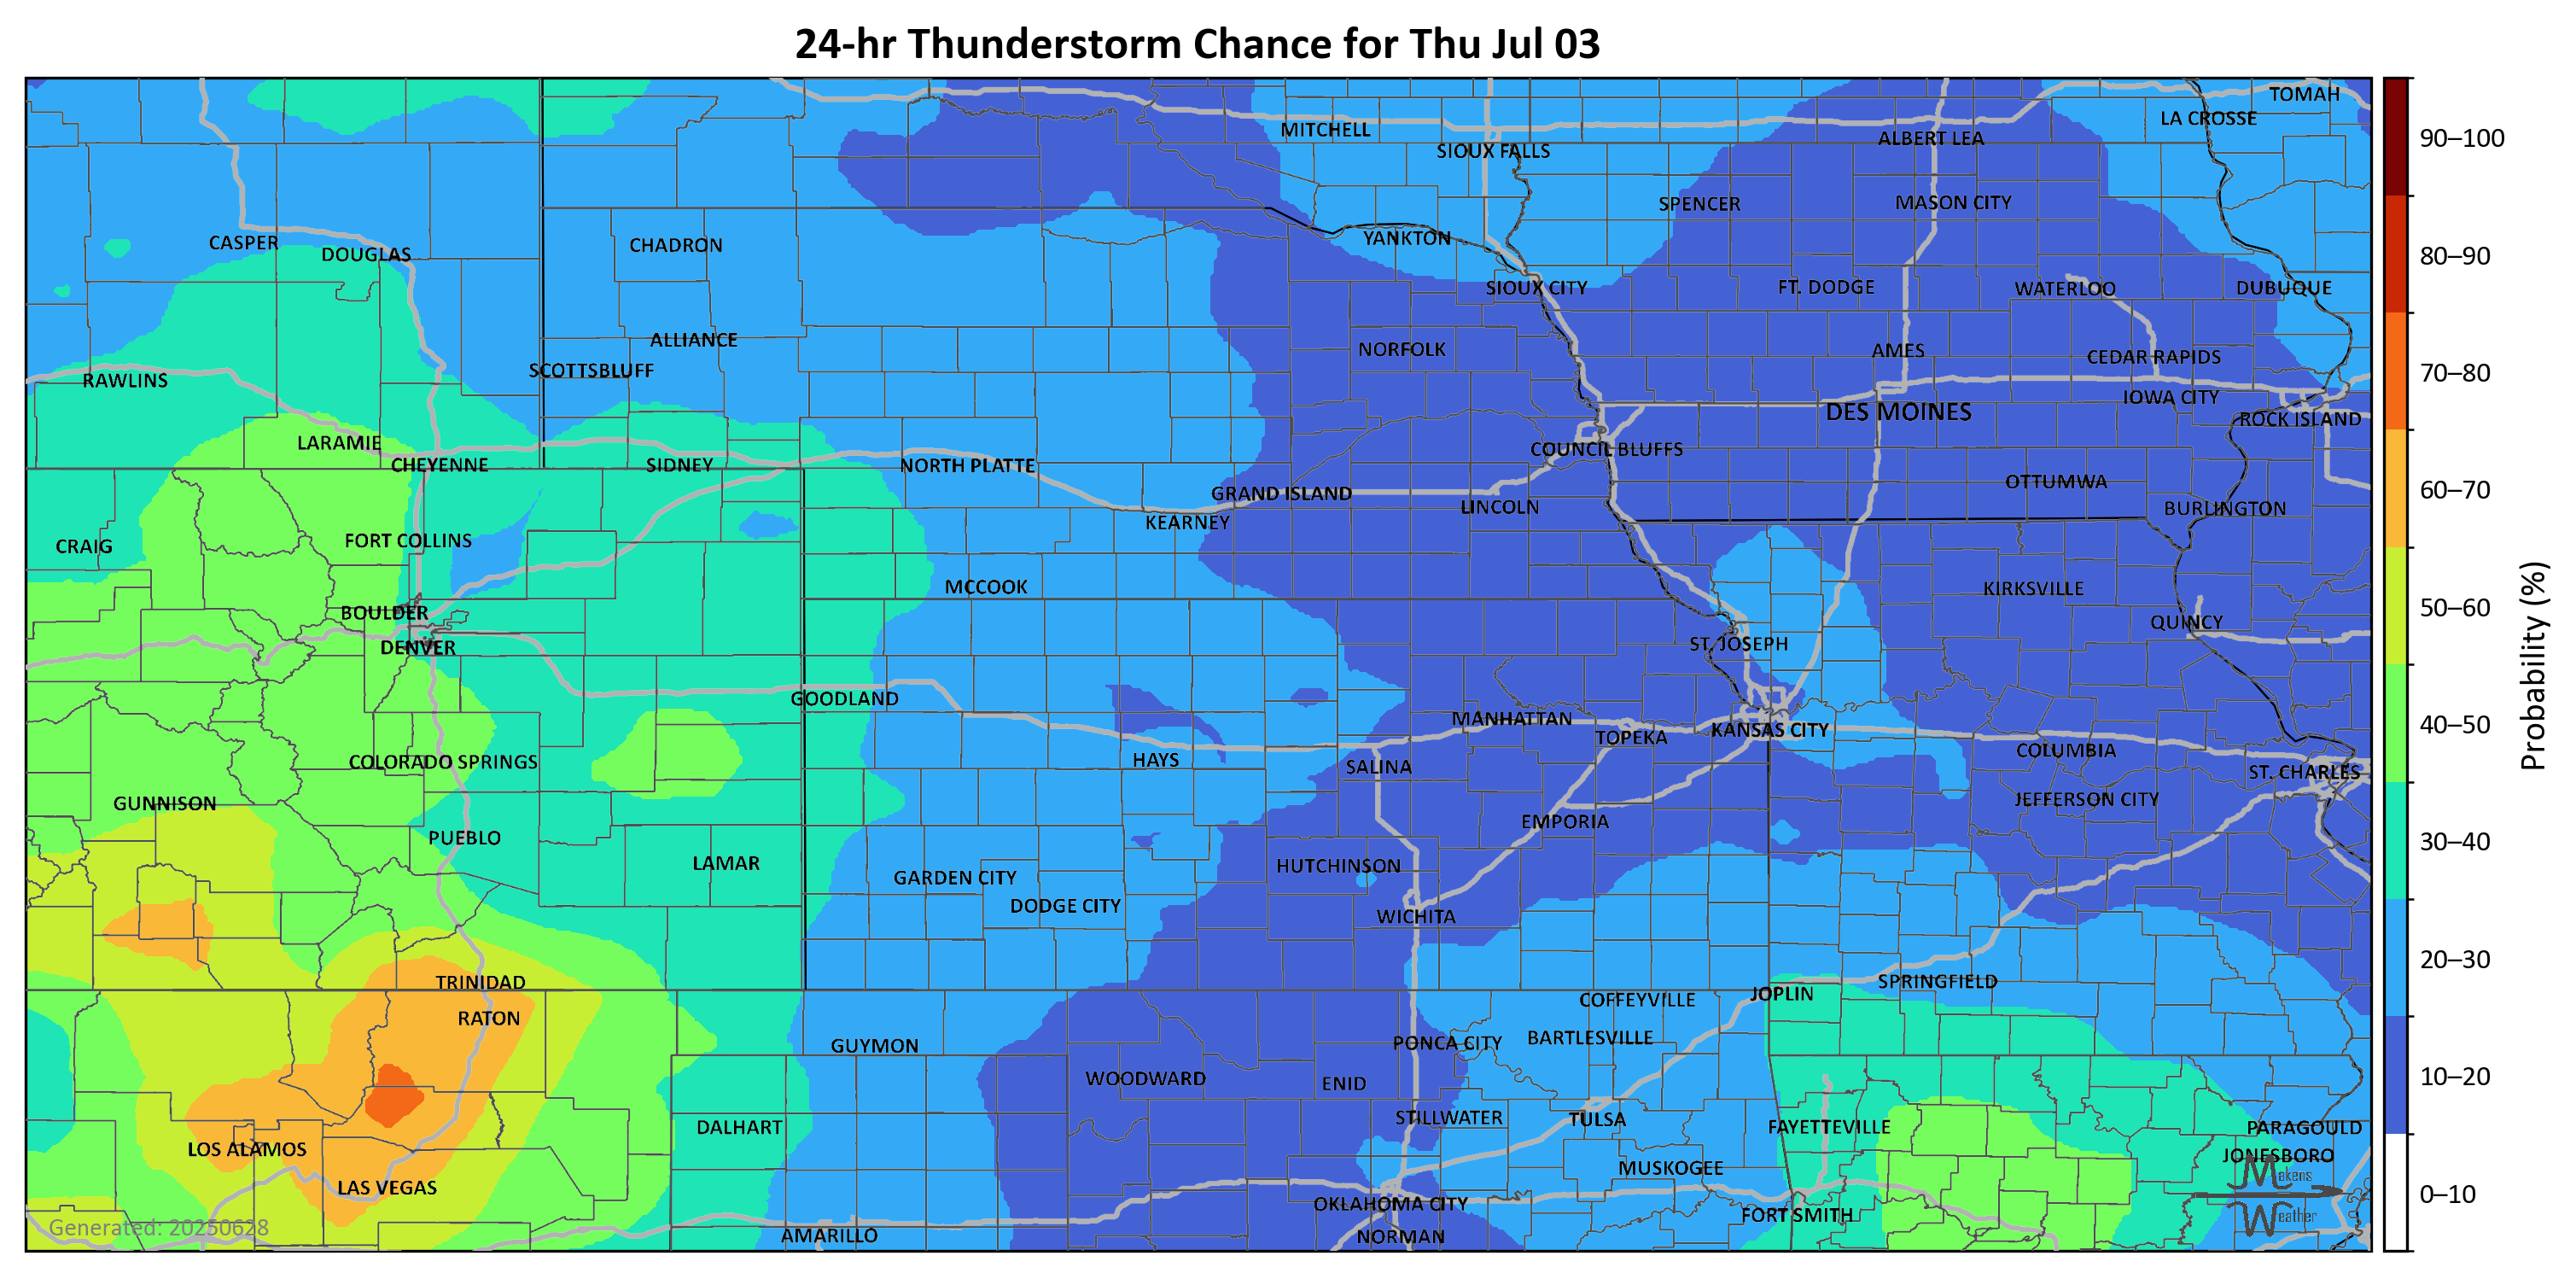 24-hr Thunderstorm Chance for Thu Jul 03
TOMAH
LA CROSSE
MITCHELL
ALBERT LEA
SIOUX FALLS
SPENCER
MASON CITY
CASPER
DOUGLAS
CHADRON
YANKTON
SIOUX CITY
FT. DODGE
WATERLOO
DUBUQUE
ALLIANCE
NORFOLK
AMES
CEDAR RAPIDS
RAWLINS
SCOTTSBLUFF
IOWA CITY
DES MOINES
ROCK ISLAND
LARAMIE
COUNCIL BLUFFS
CHEYENNE
SIDNEY
NORTH PLATTE
OTTUMWA
GRAND ISLAND
LINCOLN
BURLINGTON
KEARNEY
CRAIG
FORT COLLINS
MCCOOK
KIRKSVILLE
BOULDER
QUINCY
DENVER
ST. JOSEPH
GOODLAND
MANHATTAN
TOPEKA
KANSAS CITY
COLUMBIA
COLORADO SPRINGS
HAYS
SALINA
ST. CHARLES
GUNNISON
JEFFERSON CITY
EMPORIA
PUEBLO
LAMAR
HUTCHINSON
GARDEN CITY
DODGE CITY
WICHITA
TRINIDAD
SPRINGFIELD
JOPLIN
COFFEYVILLE
RATON
BARTLESVILLE
GUYMON
PONCA CITY
WOODWARD
ENID
STILLWATER
TULSA
DALHART
FAYETTEVILLE
PARAGOULD
LOS ALAMOS
JONESBORO
MUSKOGEE
LAS VEGAS
OKLAHOMA CITY
FORT SMITH
AMARILLO
NORMAN
Generated: 20250628
Makens
Weather
90–100
80–90
70–80
60–70
50–60
40–50
30–40
20–30
10–20
0–10
Probability (%)